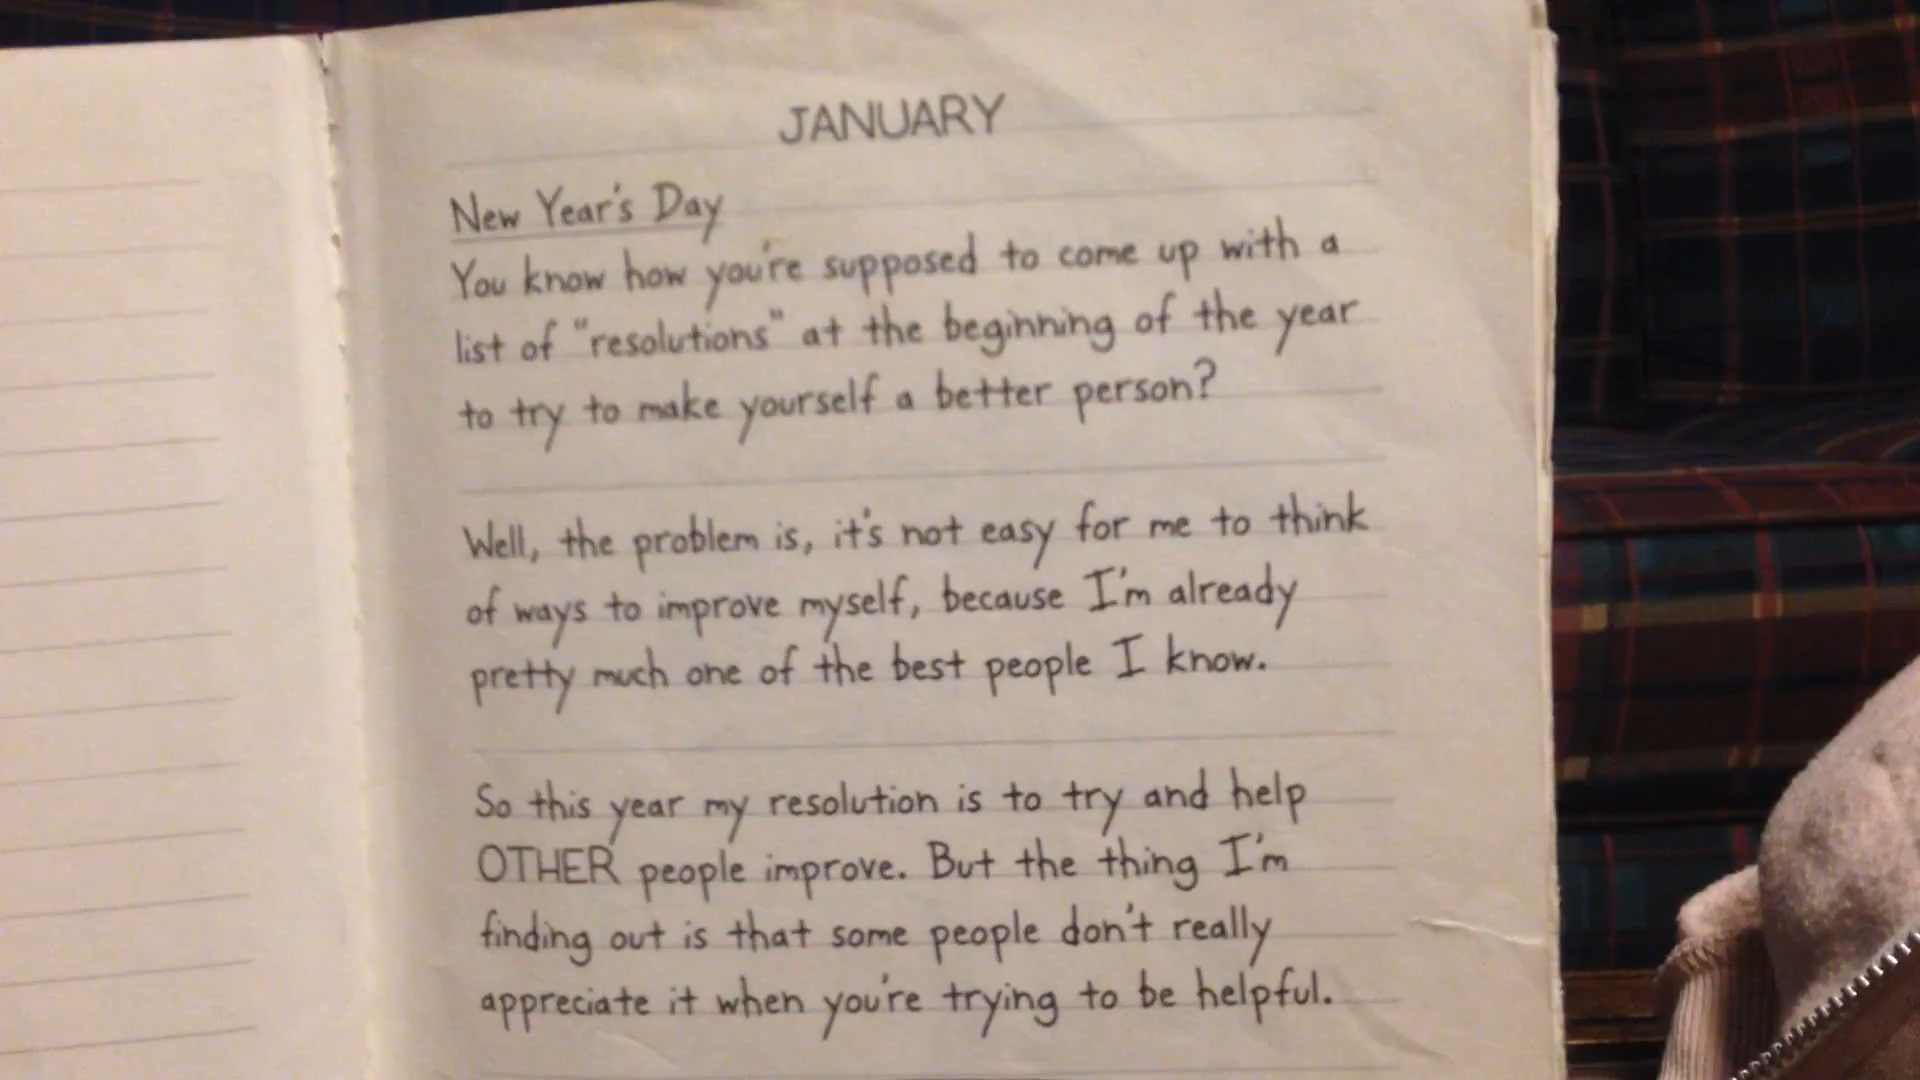 JANUARY
New Year's Day
You know how you're supposed to come up with a
list of "resolutions" at the beginning of the year
to try to make yourself a better person?
Well, the problem is, it's not easy for me to think
of ways to improve myself, because I'm already
pretty much one of the best people I know.
So this year my resolution is to try and help
OTHER people improve. But the thing I'm
finding out is that some people don't really
appreciate it when you're trying to be helpful.